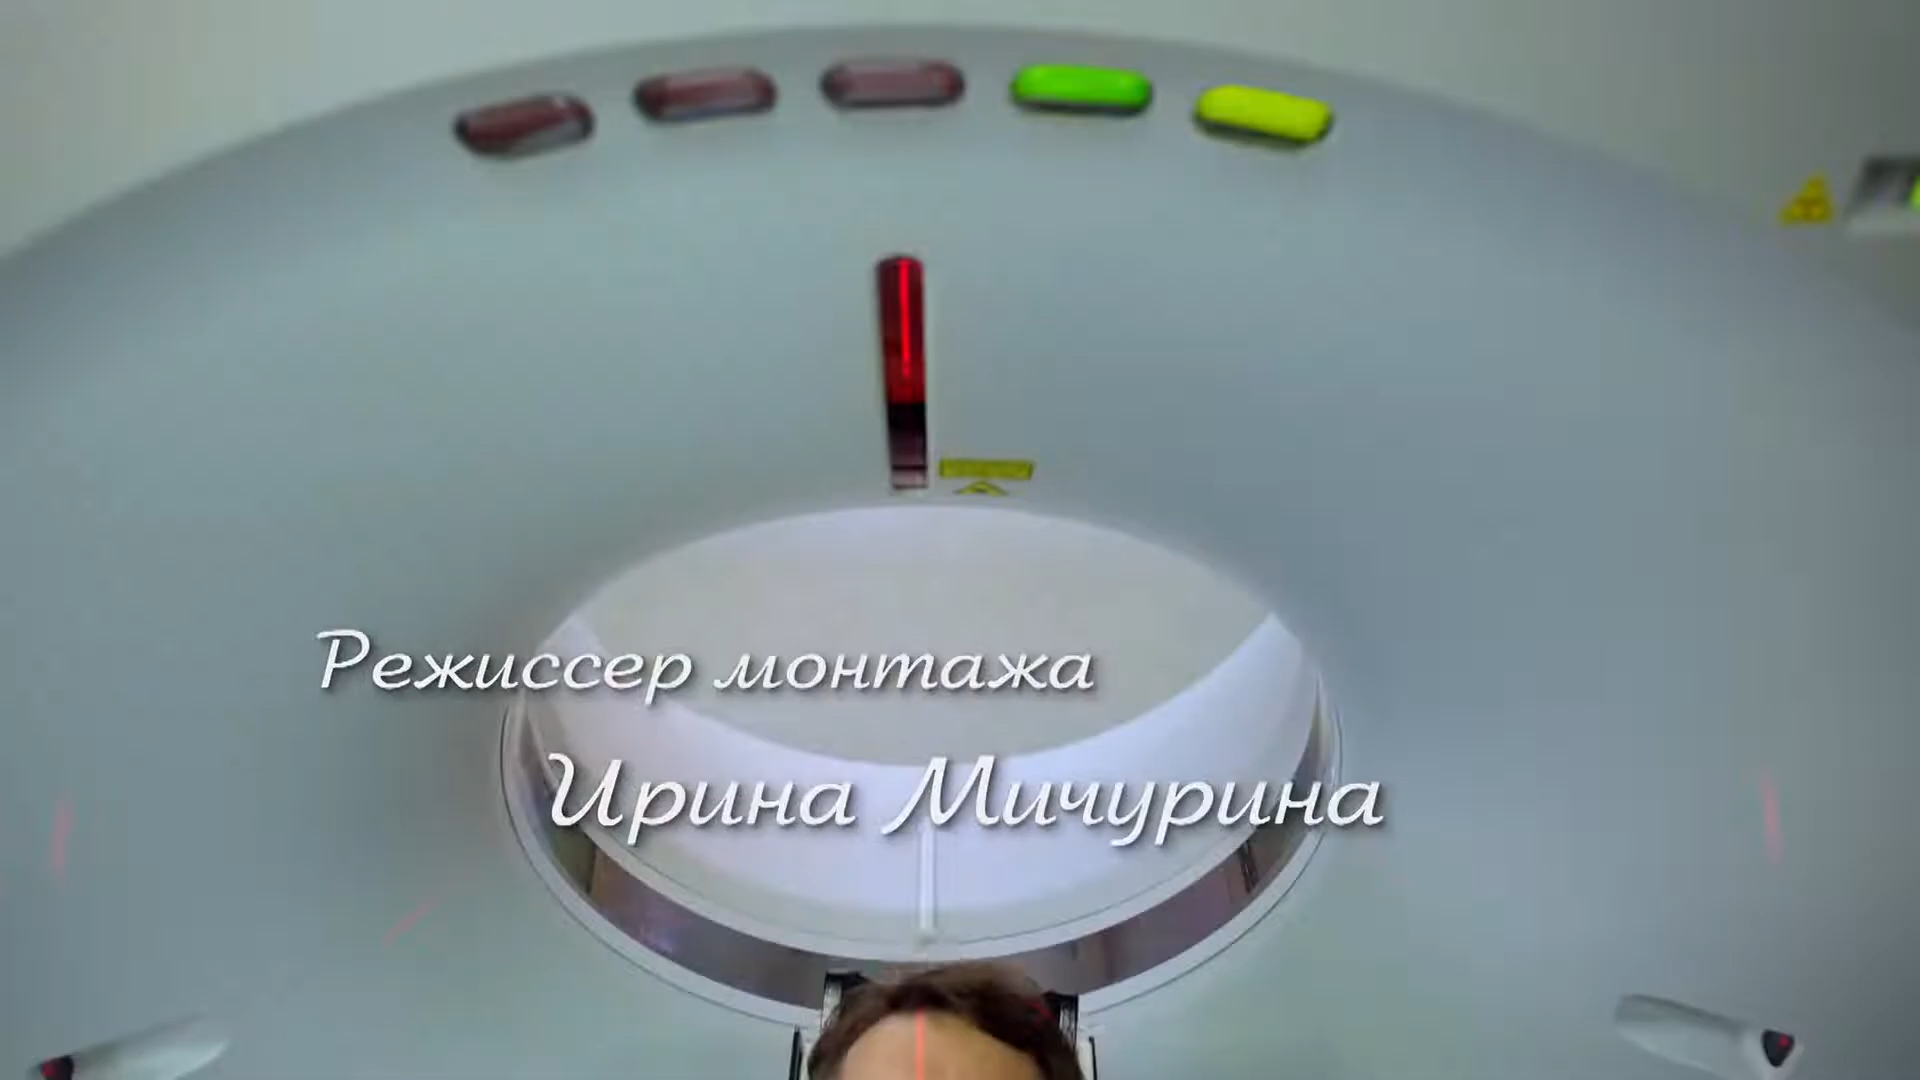 Режиссер монтажа
Ирина Мичурина